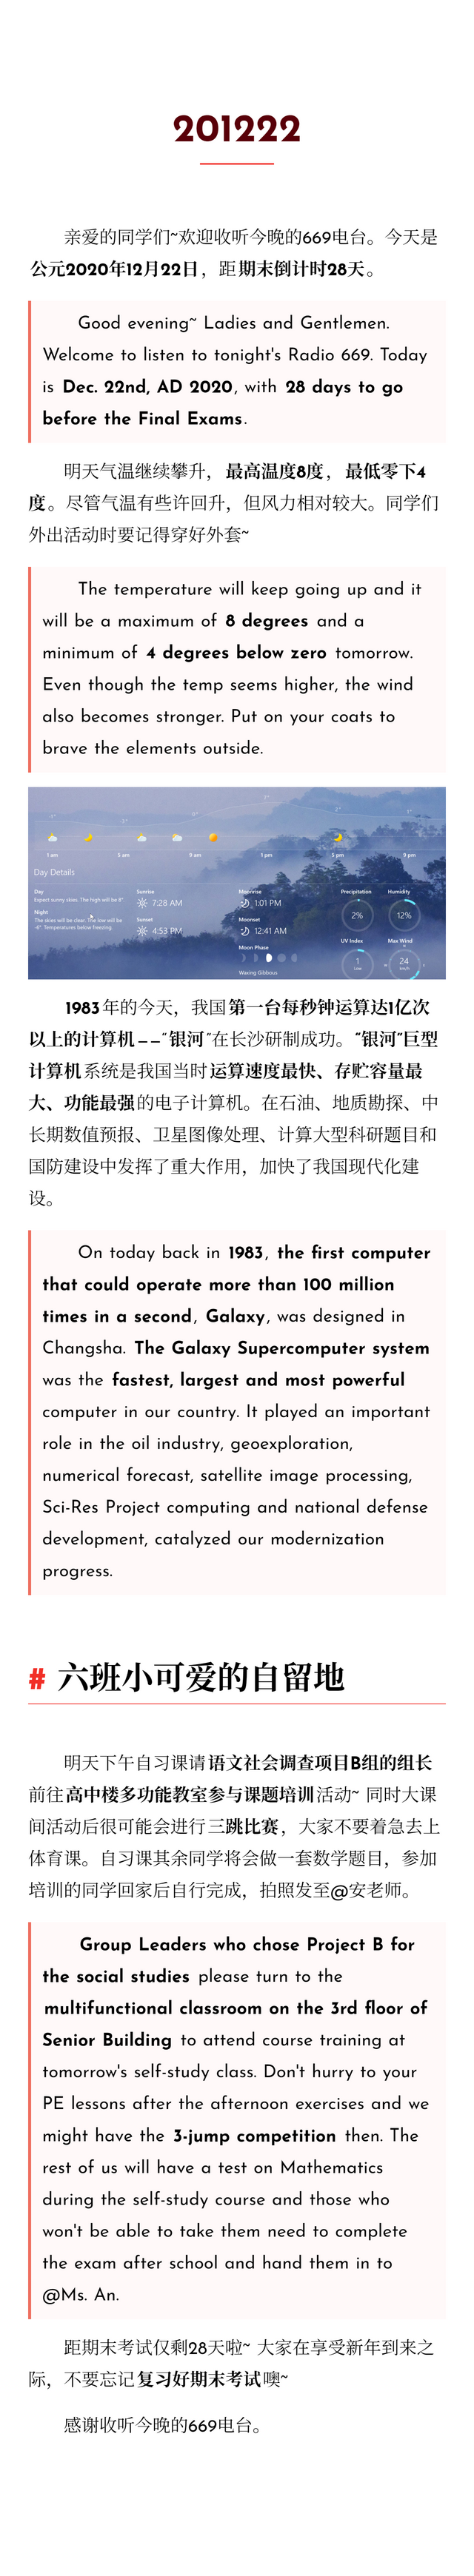 201222
亲爱的同学们~欢迎收听今晚的669电台。今天是
公元2020年12月22日，距期末倒计时28天。
Good evening~ Ladies and Gentlemen.
Welcome to listen to tonight's Radio 669. Today
is Dec. 22nd, AD 2020, with 28 days to go
before the Final Exams.
明天气温继续攀升，最高温度8度，最低零下4
度。尽管气温有些许回升，但风力相对较大。同学们
外出活动时要记得穿好外套~
The temperature will keep going up and it
will be a maximum of 8 degrees and a
minimum of 4 degrees below zero tomorrow.
Even though the temp seems higher, the wind
also becomes stronger. Put on your coats to
brave the elements outside.
1 am 5 am 9 am 1 pm 5 pm 9 pm
Day Details
Day
Expect sunny skies. The high will be 8°.
Night
The skies will be clear. The low will be
-6° Temperatures below freezing.
Sunrise
7:28 AM
Sunset
4:53 PM
Moonrise
1:01 PM
Moonset
12:41 AM
Moon Phase
Waxing Gibbous
Precipitation
2%
Humidity
12%
UV Index
1
Low
Max Wind
24
km/h
1983年的今天，我国第一台每秒钟运算达1亿次
以上的计算机——“银河”在长沙研制成功。“银河”巨型
计算机系统是我国当时运算速度最快、存贮容量最
大、功能最强的电子计算机。在石油、地质勘探、中
长期数值预报、卫星图像处理、计算大型科研题目和
国防建设中发挥了重大作用，加快了我国现代化建
设。
On today back in 1983, the first computer
that could operate more than 100 million
times in a second, Galaxy, was designed in
Changsha. The Galaxy Supercomputer system
was the fastest, largest and most powerful
computer in our country. It played an important
role in the oil industry, geoexploration,
numerical forecast, satellite image processing,
Sci-Res Project computing and national defense
development, catalyzed our modernization
progress.
# 六班小可爱的自留地
明天下午自习课请语文社会调查项目B组的组长
前往高中楼多功能教室参与课题培训活动~ 同时大课
间活动后很可能会进行三跳比赛，大家不要着急去上
体育课。自习课其余同学将会做一套数学题目，参加
培训的同学回家后自行完成，拍照发至@安老师。
Group Leaders who chose Project B for
the social studies please turn to the
multifunctional classroom on the 3rd floor of
Senior Building to attend course training at
tomorrow's self-study class. Don't hurry to your
PE lessons after the afternoon exercises and we
might have the 3-jump competition then. The
rest of us will have a test on Mathematics
during the self-study course and those who
won't be able to take them need to complete
the exam after school and hand them in to
@Ms. An.
距期末考试仅剩28天啦~ 大家在享受新年到来之
际，不要忘记复习好期末考试噢~
感谢收听今晚的669电台。